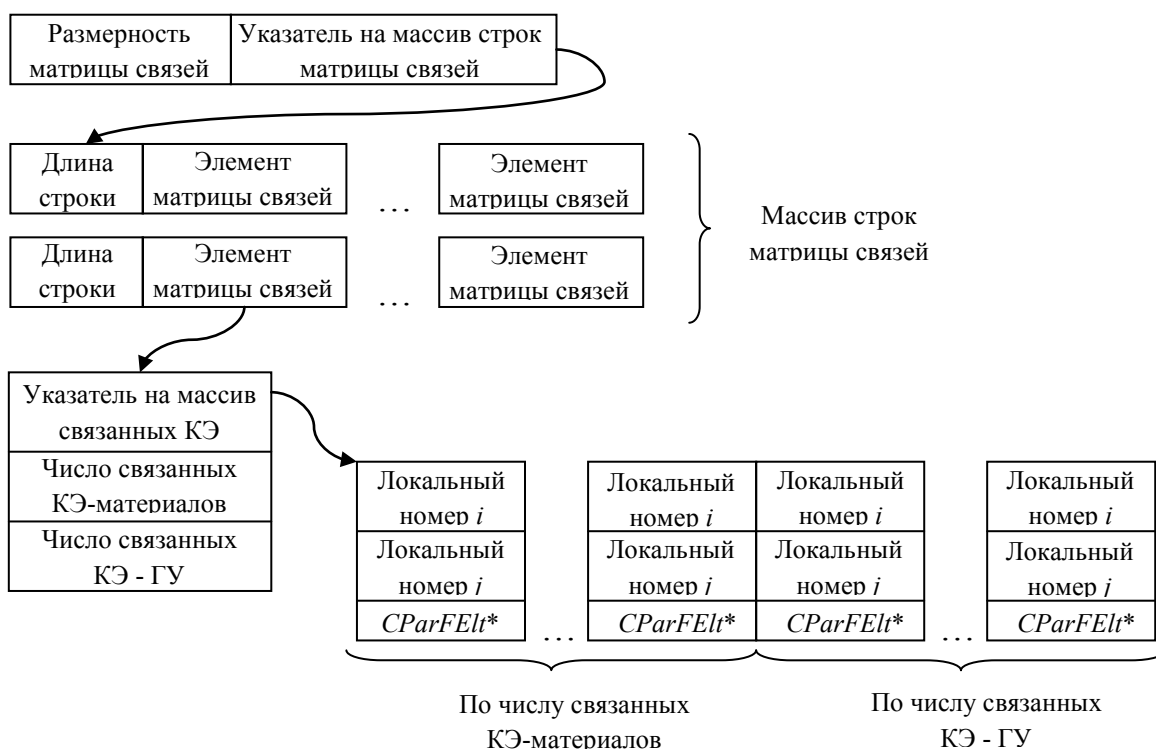 Размерность
матрицы связей
Указатель на массив строк
матрицы связей
Длина
строки
Элемент
матрицы связей
...
Элемент
матрицы связей
Длина
строки
Элемент
матрицы связей
...
Элемент
матрицы связей
Массив строк
матрицы связей
Указатель на массив
связанных КЭ
Число связанных
КЭ-материалов
Число связанных
КЭ - ГУ
Локальный
номер i
Локальный
номер j
CParFElt*
...
Локальный
номер i
Локальный
номер j
CParFElt*
Локальный
номер i
Локальный
номер j
CParFElt*
...
Локальный
номер i
Локальный
номер j
CParFElt*
По числу связанных
КЭ-материалов
По числу связанных
КЭ - ГУ